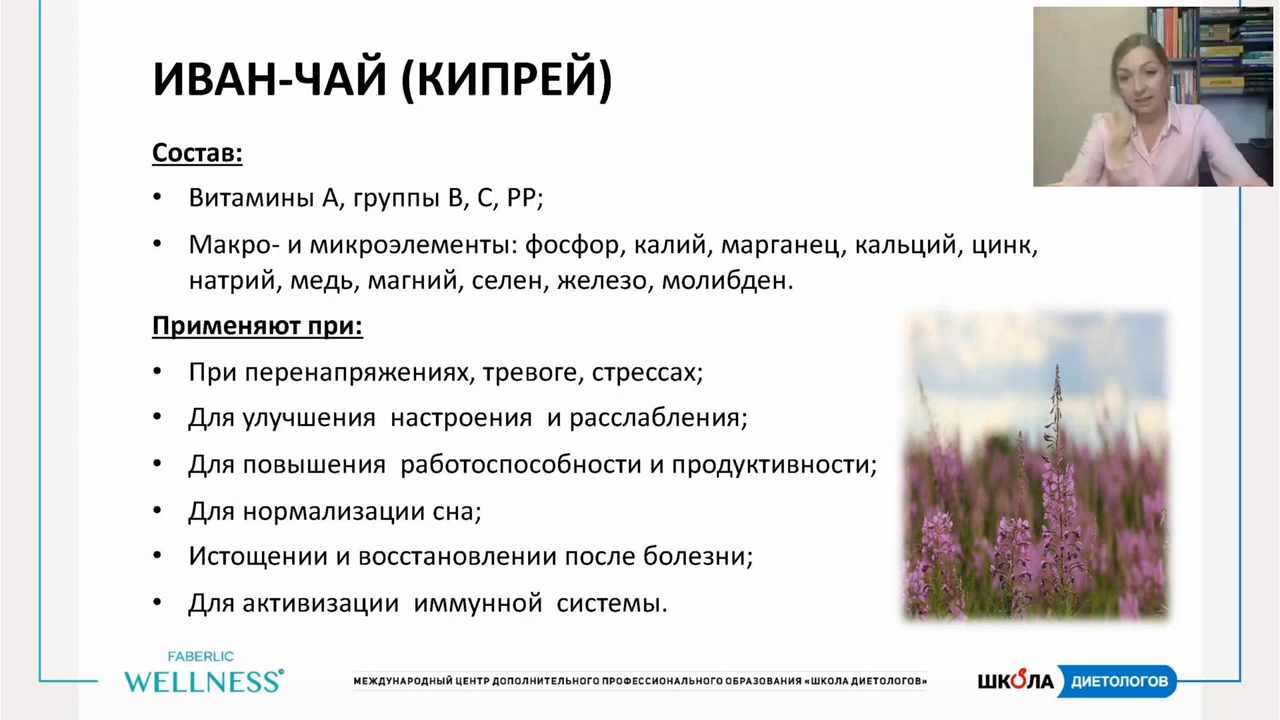 ИВАН-ЧАЙ (КИПРЕЙ)
Состав:
• Витамины А, группы В, С, РР;
• Макро- и микроэлементы: фосфор, калий, марганец, кальций, цинк,
натрий, медь, магний, селен, железо, молибден.
Применяют при:
• При перенапряжениях, тревоге, стрессах;
• Для улучшения настроения и расслабления;
• Для повышения работоспособности и продуктивности;
• Для нормализации сна;
• Истощении и восстановлении после болезни;
• Для активизации иммунной системы.
FABERLIC
WELLNESS
МЕЖДУНАРОДНЫЙ ЦЕНТР ДОПОЛНИТЕЛЬНОГО ПРОФЕССИОНАЛЬНОГО ОБРАЗОВАНИЯ «ШКОЛА ДИЕТОЛОГОВ»
ШКОЛА ДИЕТОЛОГОВ